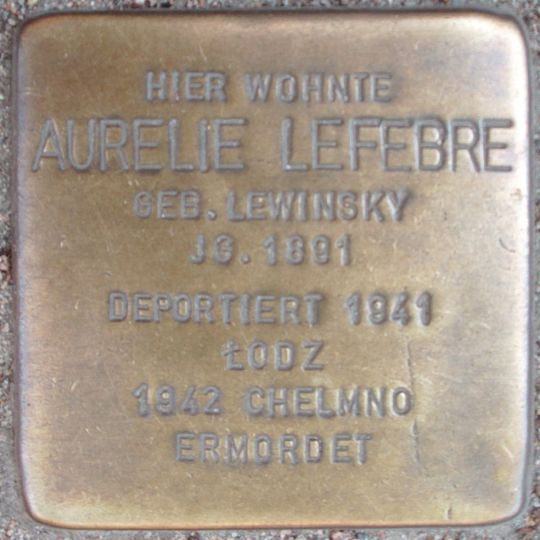 HIER WOHNTE
AURELIE LEFEBRE
GEB. LEWINSKY
JG. 1891
DEPORTIERT 1941
ŁODZ
1942 CHELMNO
ERMORDET